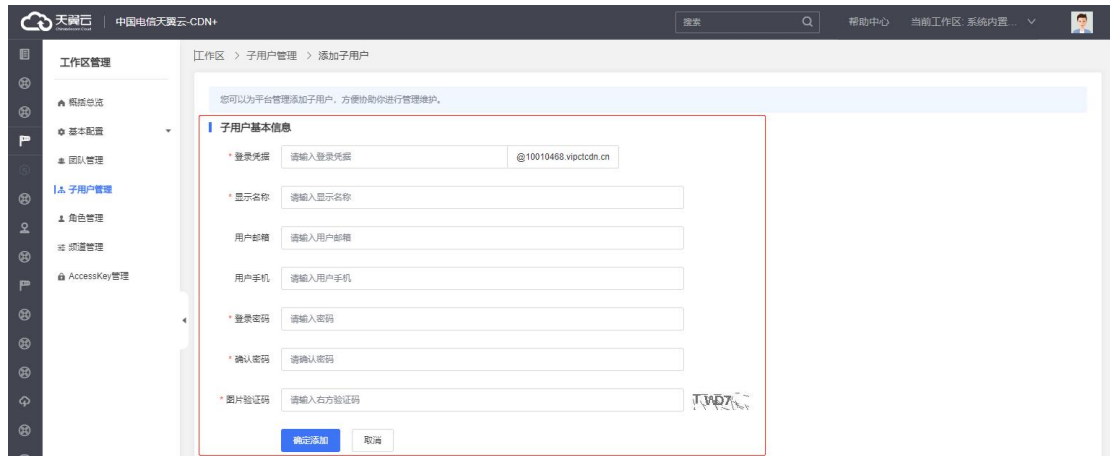 天翼云 中国电信天翼云-CDN+ 搜索 帮助中心 当前工作区: 系统内置...
工作区管理
概括总览
基本配置
团队管理
子用户管理
角色管理
频道管理
AccessKey管理
工作区 > 子用户管理 > 添加子用户
您可以为平台管理添加子用户，方便协助你进行管理维护。
子用户基本信息
* 登录凭据 请输入登录凭据 @10010468.vipctcdn.cn
* 显示名称 请输入显示名称
用户邮箱 请输入用户邮箱
用户手机 请输入用户手机
* 登录密码 请输入密码
* 确认密码 请确认密码
* 图片验证码 请输入右方验证码
确定添加 取消